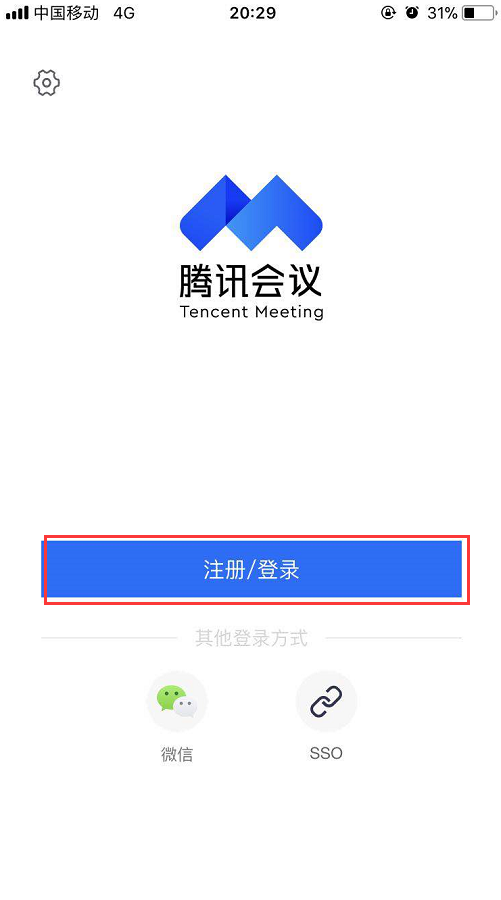 中国移动 4G 20:29 31%
腾讯会议
Tencent Meeting
注册/登录
其他登录方式
微信 SSO